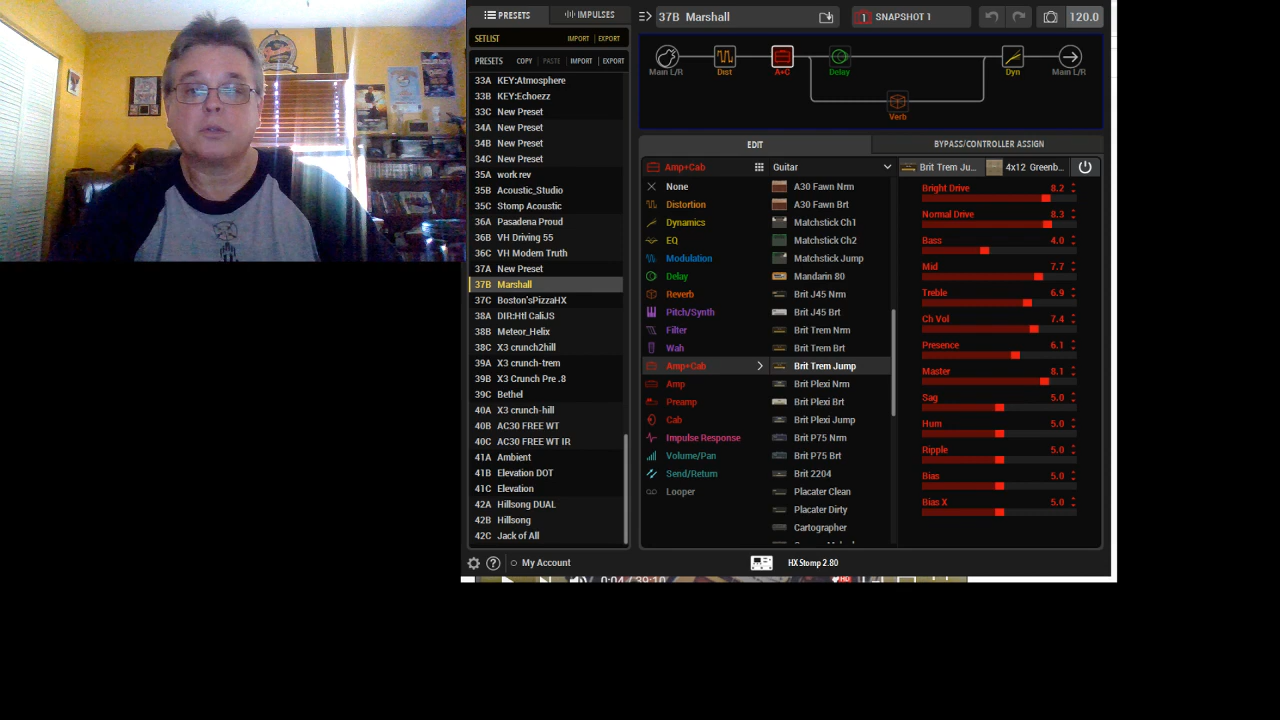 PRESETS
IMPULSES
37B Marshall
1 SNAPSHOT 1
120.0
SETLIST IMPORT | EXPORT
PRESETS COPY | PASTE | IMPORT | EXPORT
33A KEY:Atmosphere
33B KEY:Echoezz
33C New Preset
34A New Preset
34B New Preset
34C New Preset
35A work rev
35B Acoustic_Studio
35C Stomp Acoustic
36A Pasadena Proud
36B VH Driving 55
36C VH Modern Truth
37A New Preset
37B Marshall
37C Boston'sPizzaHX
38A DIR:Htl CaliJS
38B Meteor_Helix
38C X3 crunch2hill
39A X3 crunch-trem
39B X3 Crunch Pre .8
39C Bethel
40A X3 crunch-hill
40B AC30 FREE WT
40C AC30 FREE WT IR
41A Ambient
41B Elevation DOT
41C Elevation
42A Hillsong DUAL
42B Hillsong
42C Jack of All
Main L/R
Dist
A+C
Delay
Verb
Dyn
Main L/R
EDIT
BYPASS/CONTROLLER ASSIGN
Amp+Cab
Guitar
Brit Trem Ju...
4x12 Greenb...
None
Distortion
Dynamics
EQ
Modulation
Delay
Reverb
Pitch/Synth
Filter
Wah
Amp+Cab
Amp
Preamp
Cab
Impulse Response
Volume/Pan
Send/Return
Looper
A30 Fawn Nrm
A30 Fawn Brt
Matchstick Ch1
Matchstick Ch2
Matchstick Jump
Mandarin 80
Brit J45 Nrm
Brit J45 Brt
Brit Trem Nrm
Brit Trem Brt
Brit Trem Jump
Brit Plexi Nrm
Brit Plexi Brt
Brit Plexi Jump
Brit P75 Nrm
Brit P75 Brt
Brit 2204
Placater Clean
Placater Dirty
Cartographer
Bright Drive 8.2
Normal Drive 8.3
Bass 4.0
Mid 7.7
Treble 6.9
Ch Vol 7.4
Presence 6.1
Master 8.1
Sag 5.0
Hum 5.0
Ripple 5.0
Bias 5.0
Bias X 5.0
My Account
HX Stomp 2.80
0:04 / 39:10
HD